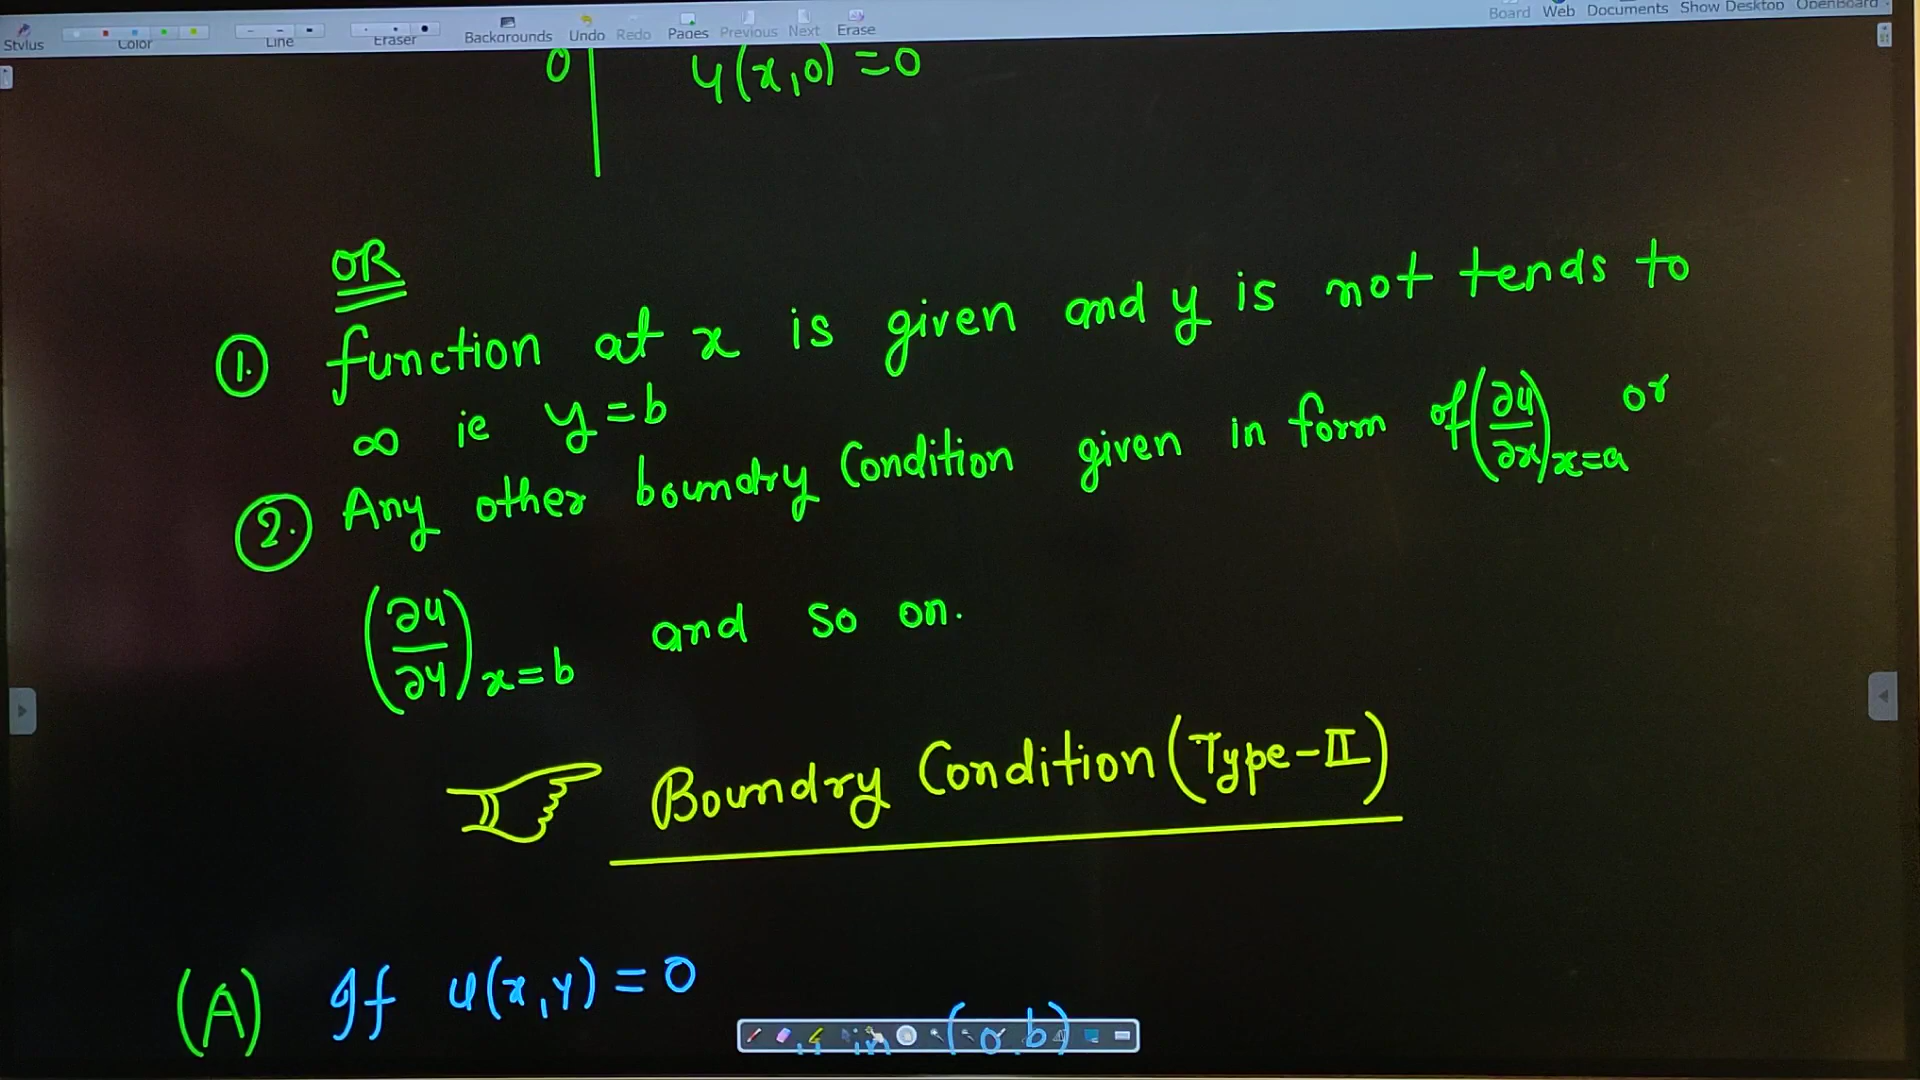 Board Web Documents Show Desktop OpenBoard
Stylus Color Line Eraser Backgrounds Undo Redo Pages Previous Next Erase
0 u(x,0) =0
OR
1. function at x is given and y is not tends to
∞ ie y=b
2. Any other boundry Condition given in form of (∂u/∂x)x=a or
(∂u/∂y)x=b and so on.
Boundry Condition (Type-II)
(A) If u(x,y) = 0
(0,b)